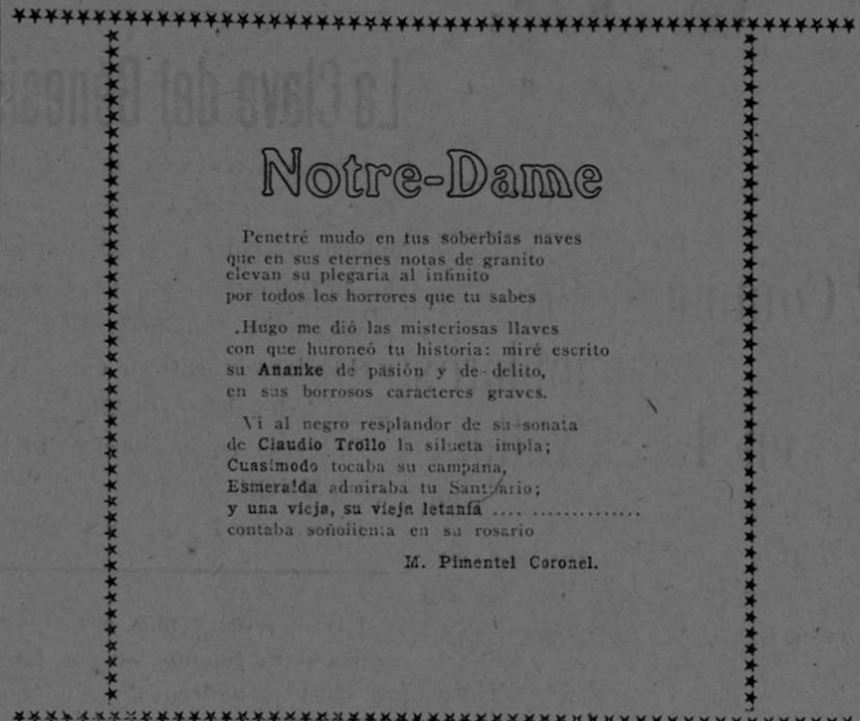 Notre-Dame
Penetré mudo en tus soberbias naves
que en sus eternes notas de granito
elevan su plegaria al infinito
por todos los horrores que tu sabes
.Hugo me dió las misteriosas llaves
con que huroneó tu historia: miré escrito
su Ananke de pasión y de delito,
en sus borrosos caracteres graves.
Vi al negro resplandor de su sonata
de Claudio Trollo la silueta impía;
Cuasimodo tocaba su campana,
Esmeralda admiraba tu Santuario;
y una vieja, su vieja letanía .... ..............
contaba soñolienta en su rosario
M. Pimentel Coronel.